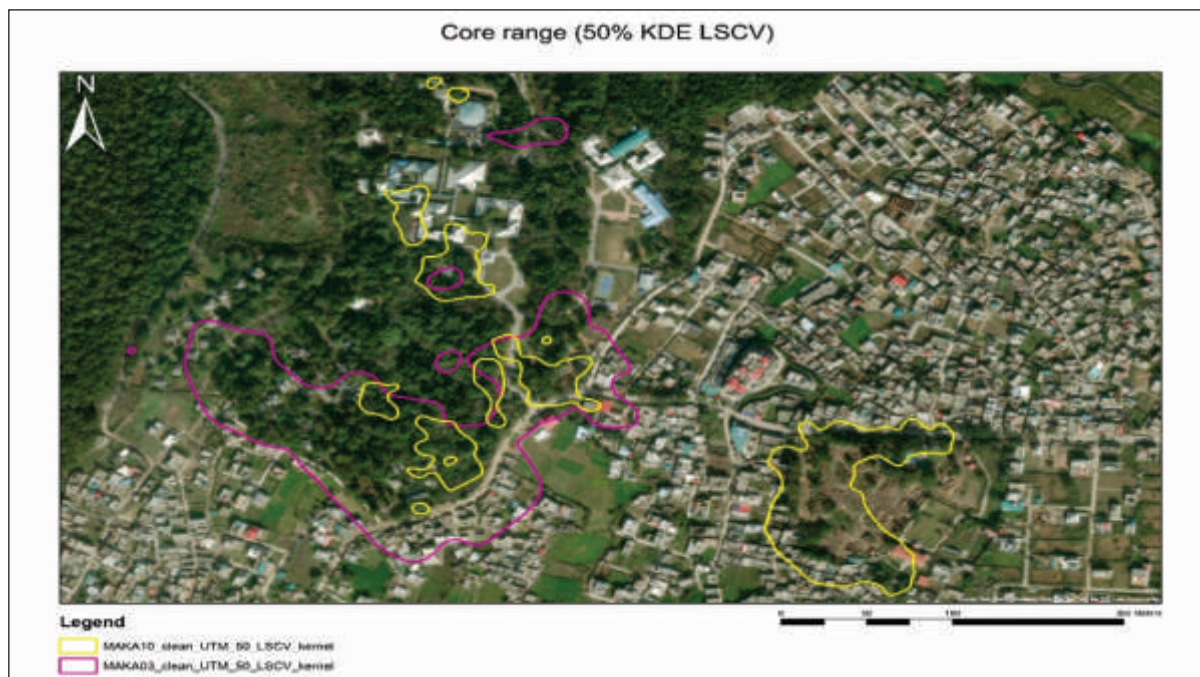 Core range (50% KDE LSCV)
N
Legend
MAKA10_clean_UTM_50_LSCV_kernel
MAKA03_clean_UTM_50_LSCV_kernel
0 50 100